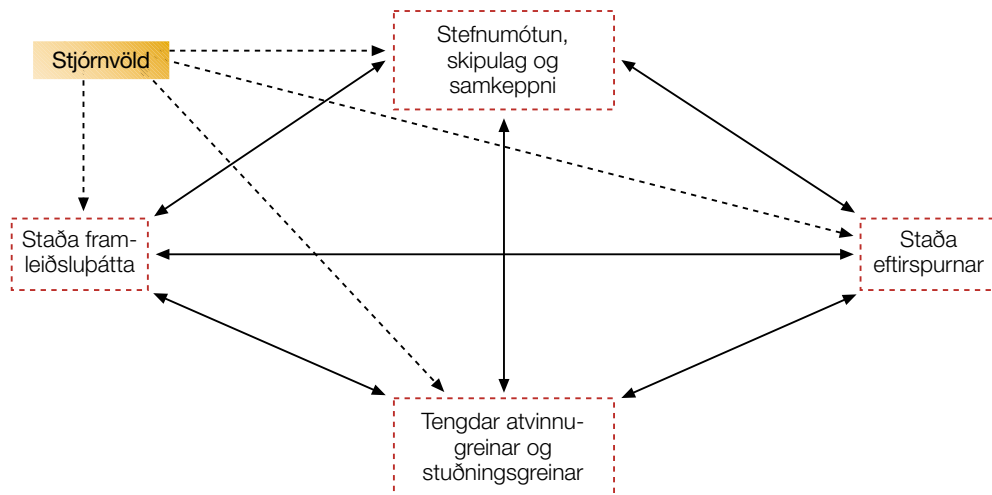 Stjórnvöld
Stefnumótun,
skipulag og
samkeppni
Staða fram-
leiðsluþátta
Staða
eftirspurnar
Tengdar atvinnu-
greinar og
stuðningsgreinar